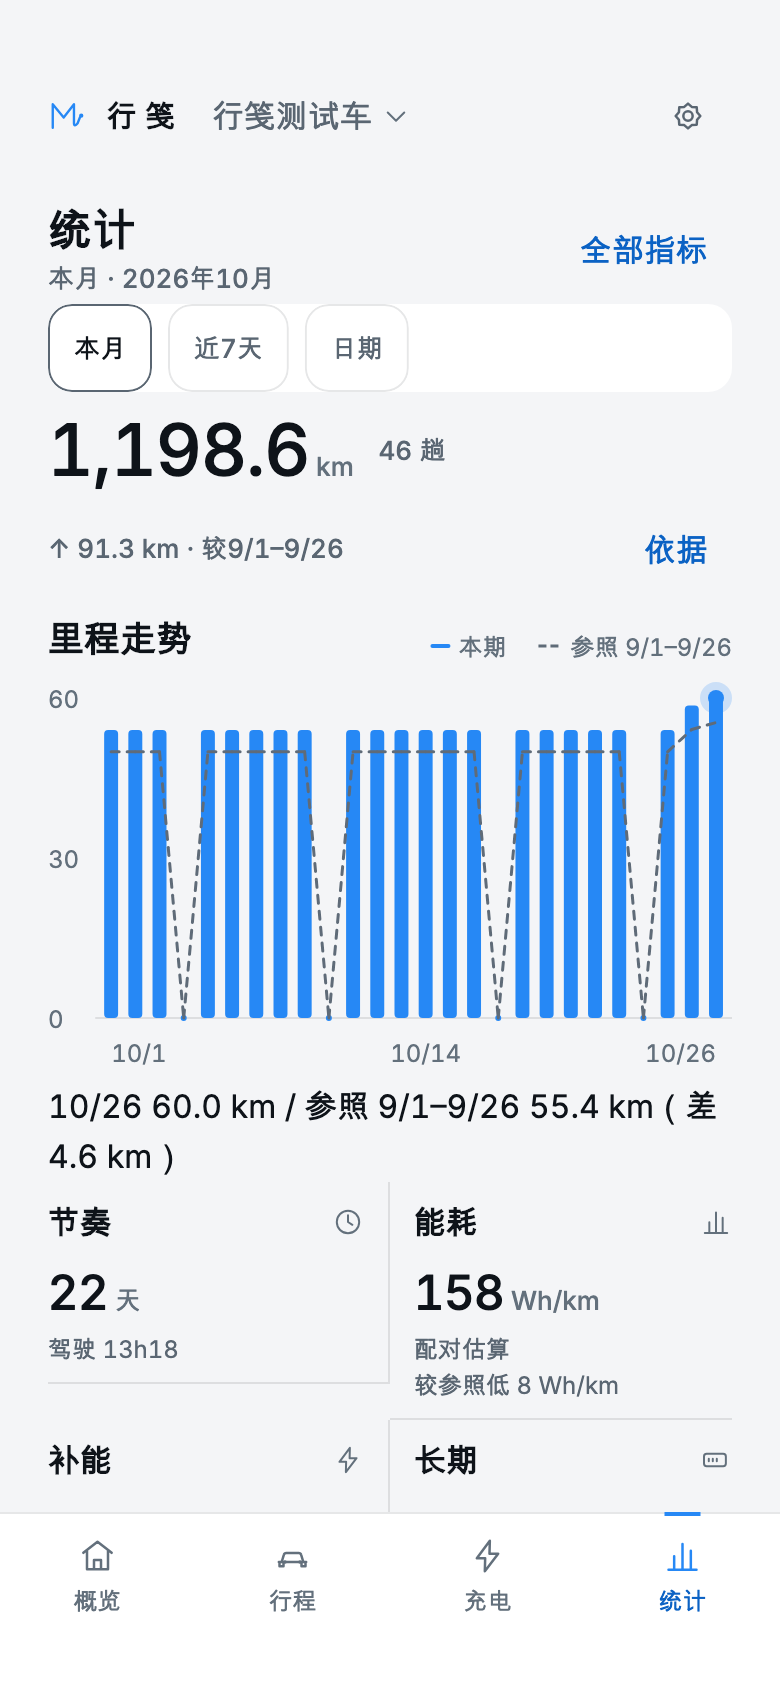 行笺 行笺测试车
统计
全部指标
本月 · 2026年10月
本月 近7天 日期
1,198.6 km 46 趟
↑ 91.3 km · 较9/1–9/26 依据
里程走势 本期 参照 9/1–9/26
60
30
0
10/1 10/14 10/26
10/26 60.0 km / 参照 9/1–9/26 55.4 km ( 差
4.6 km )
节奏
22 天
驾驶 13h18
能耗
158 Wh/km
配对估算
较参照低 8 Wh/km
补能 长期
概览 行程 充电 统计